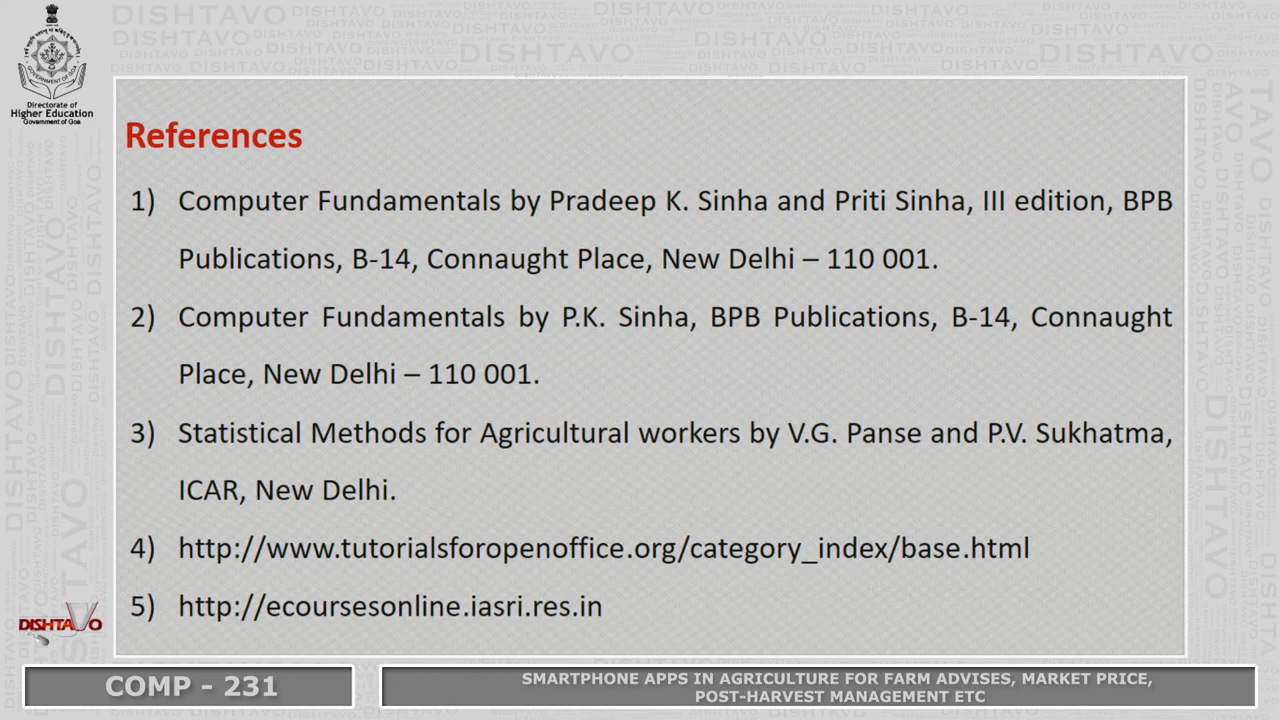 Directorate of
Higher Education
Government of Goa
References
1) Computer Fundamentals by Pradeep K. Sinha and Priti Sinha, III edition, BPB
Publications, B-14, Connaught Place, New Delhi – 110 001.
2) Computer Fundamentals by P.K. Sinha, BPB Publications, B-14, Connaught
Place, New Delhi – 110 001.
3) Statistical Methods for Agricultural workers by V.G. Panse and P.V. Sukhatma,
ICAR, New Delhi.
4) http://www.tutorialsforopenoffice.org/category_index/base.html
5) http://ecoursesonline.iasri.res.in
DISHTAVO
COMP - 231
SMARTPHONE APPS IN AGRICULTURE FOR FARM ADVISES, MARKET PRICE,
POST-HARVEST MANAGEMENT ETC